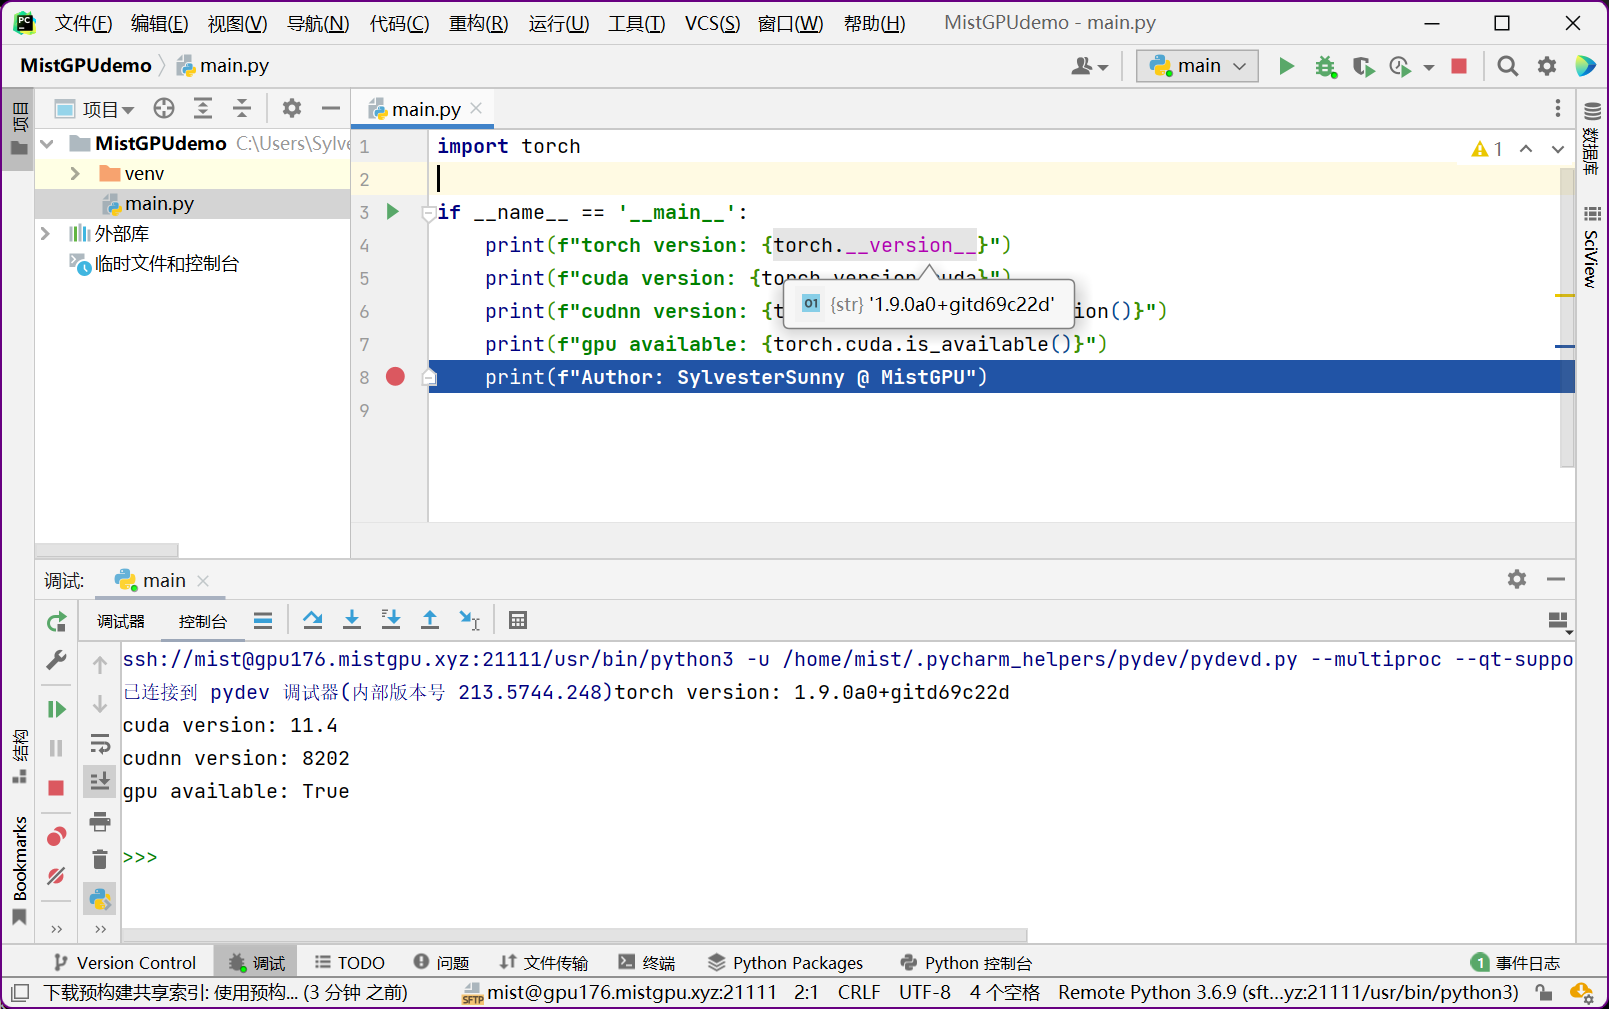 文件(F) 编辑(E) 视图(V) 导航(N) 代码(C) 重构(R) 运行(U) 工具(T) VCS(S) 窗口(W) 帮助(H) MistGPUdemo - main.py
MistGPUdemo main.py main
项目
项目
main.py
MistGPUdemo C:\Users\Sylve
venv
main.py
外部库
临时文件和控制台
1 import torch
1
2
3 if __name__ == '__main__':
4 print(f"torch version: {torch.__version__}")
5 print(f"cuda version: {torch.version.cuda}")
{str} '1.9.0a0+gitd69c22d'
6 print(f"cudnn version: {t ion()}")
7 print(f"gpu available: {torch.cuda.is_available()}")
8 print(f"Author: SylvesterSunny @ MistGPU")
9
数据库
SciView
调试: main
调试器 控制台
ssh://mist@gpu176.mistgpu.xyz:21111/usr/bin/python3 -u /home/mist/.pycharm_helpers/pydev/pydevd.py --multiproc --qt-suppo
已连接到 pydev 调试器(内部版本号 213.5744.248)torch version: 1.9.0a0+gitd69c22d
cuda version: 11.4
cudnn version: 8202
gpu available: True
>>>
结构
Bookmarks
Version Control 调试 TODO 问题 文件传输 终端 Python Packages Python 控制台 1 事件日志
下载预构建共享索引: 使用预构... (3 分钟 之前) SFTP mist@gpu176.mistgpu.xyz:21111 2:1 CRLF UTF-8 4 个空格 Remote Python 3.6.9 (sft...yz:21111/usr/bin/python3)